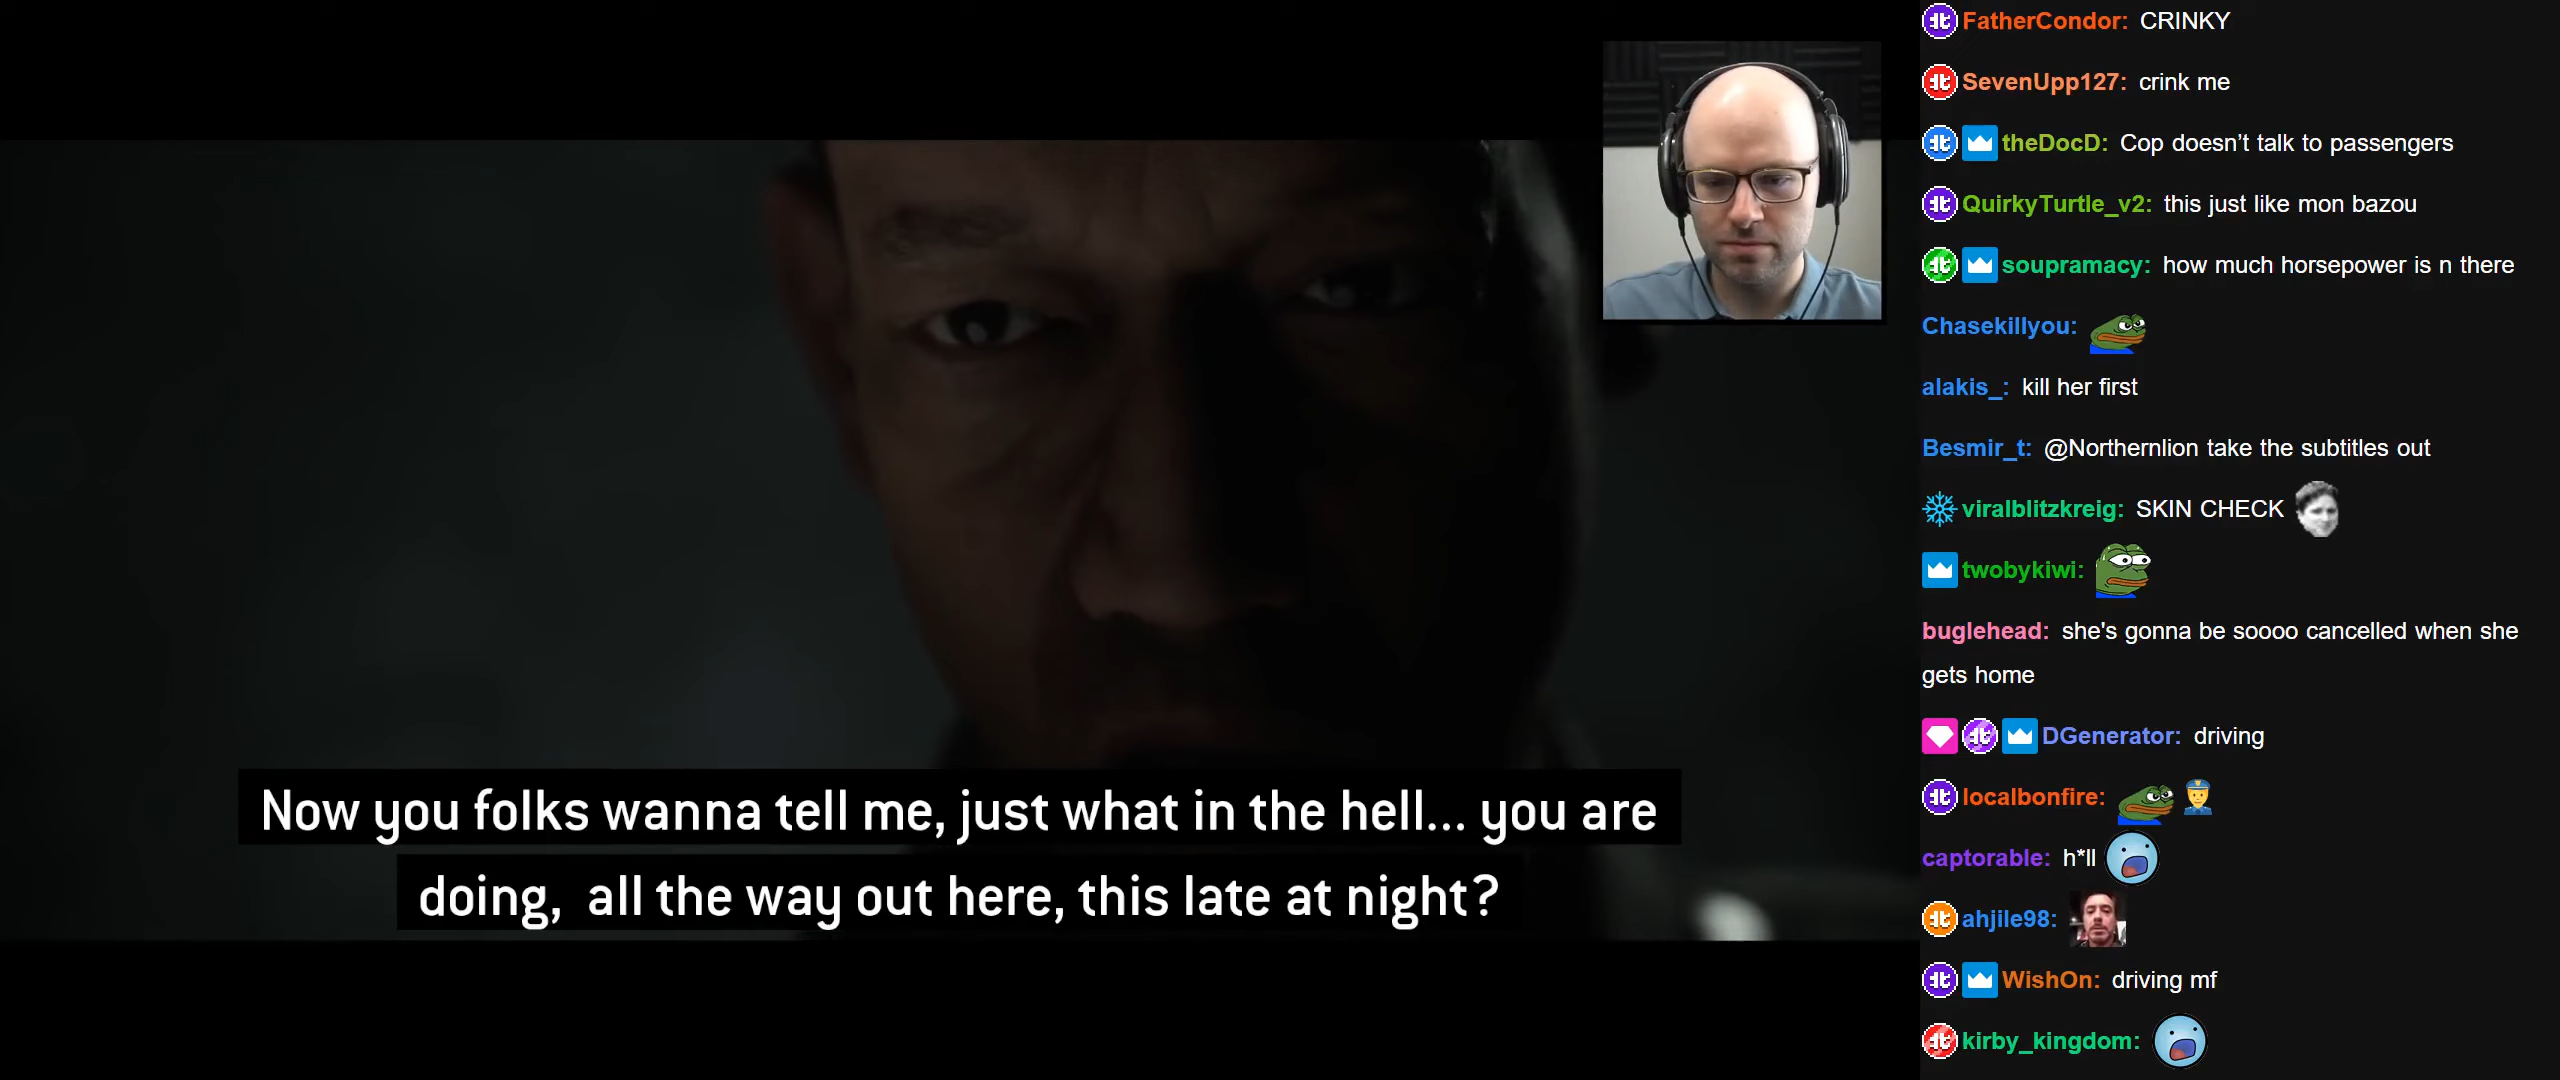 Now you folks wanna tell me, just what in the hell... you are
doing,  all the way out here, this late at night?
FatherCondor: CRINKY
SevenUpp127: crink me
theDocD: Cop doesn’t talk to passengers
QuirkyTurtle_v2: this just like mon bazou
soupramacy: how much horsepower is n there
Chasekillyou:
alakis_: kill her first
Besmir_t: @Northernlion take the subtitles out
viralblitzkreig: SKIN CHECK
twobykiwi:
buglehead: she's gonna be soooo cancelled when she
gets home
DGenerator: driving
localbonfire:
captorable: h*ll
ahjile98:
WishOn: driving mf
kirby_kingdom: